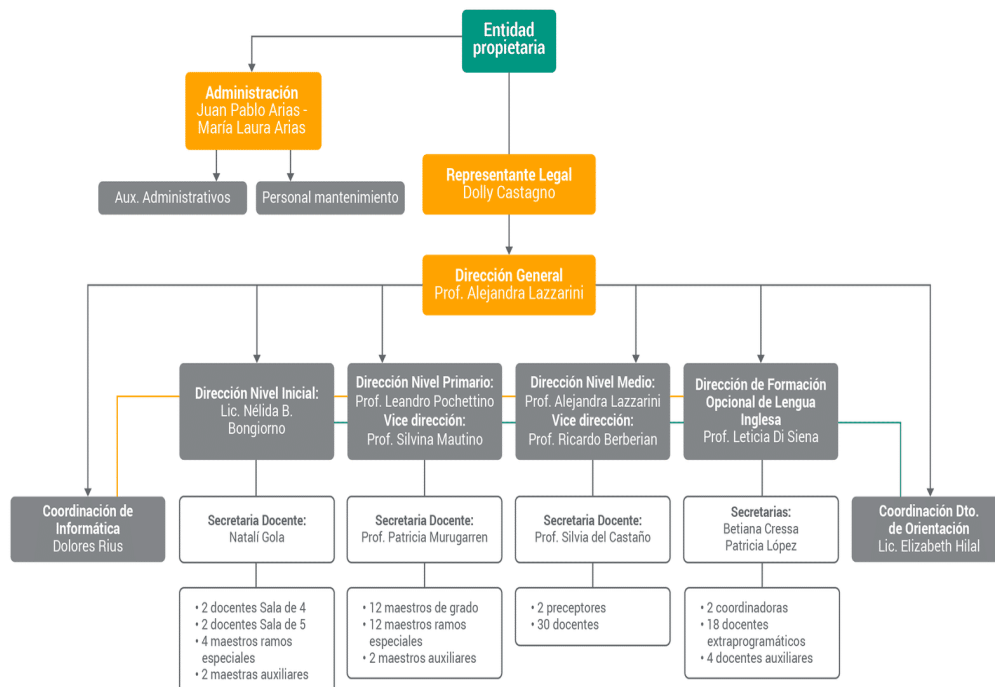 Entidad
propietaria
Administración
Juan Pablo Arias -
María Laura Arias
Aux. Administrativos
Personal mantenimiento
Representante Legal
Dolly Castagno
Dirección General
Prof. Alejandra Lazzarini
Dirección Nivel Inicial:
Lic. Nélida B.
Bongiorno
Dirección Nivel Primario:
Prof. Leandro Pochettino
Vice dirección:
Prof. Silvina Mautino
Dirección Nivel Medio:
Prof. Alejandra Lazzarini
Vice dirección:
Prof. Ricardo Berberian
Dirección de Formación
Opcional de Lengua
Inglesa
Prof. Leticia Di Siena
Coordinación de
Informática
Dolores Rius
Secretaria Docente:
Natalí Gola
Secretaria Docente:
Prof. Patricia Murugarren
Secretaria Docente:
Prof. Silvia del Castaño
Secretarias:
Betiana Cressa
Patricia López
Coordinación Dto.
de Orientación
Lic. Elizabeth Hilal
• 2 docentes Sala de 4
• 2 docentes Sala de 5
• 4 maestros ramos
especiales
• 2 maestras auxiliares
• 12 maestros de grado
• 12 maestros ramos
especiales
• 2 maestros auxiliares
• 2 preceptores
• 30 docentes
• 2 coordinadoras
• 18 docentes
extraprogramáticos
• 4 docentes auxiliares